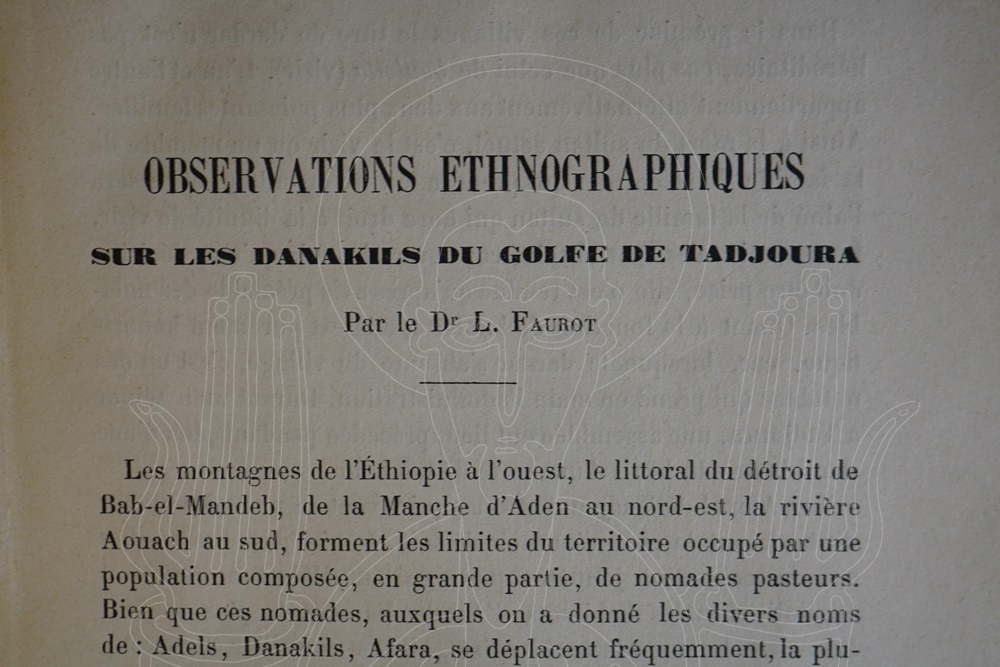 OBSERVATIONS ETHNOGRAPHIQUES
SUR LES DANAKILS DU GOLFE DE TADJOURA
Par le Dr L. FAUROT
Les montagnes de l'Éthiopie à l'ouest, le littoral du détroit de
Bab-el-Mandeb, de la Manche d'Aden au nord-est, la rivière
Aouach au sud, forment les limites du territoire occupé par une
population composée, en grande partie, de nomades pasteurs.
Bien que ces nomades, auxquels on a donné les divers noms
de : Adels, Danakils, Afara, se déplacent fréquemment, la plu-